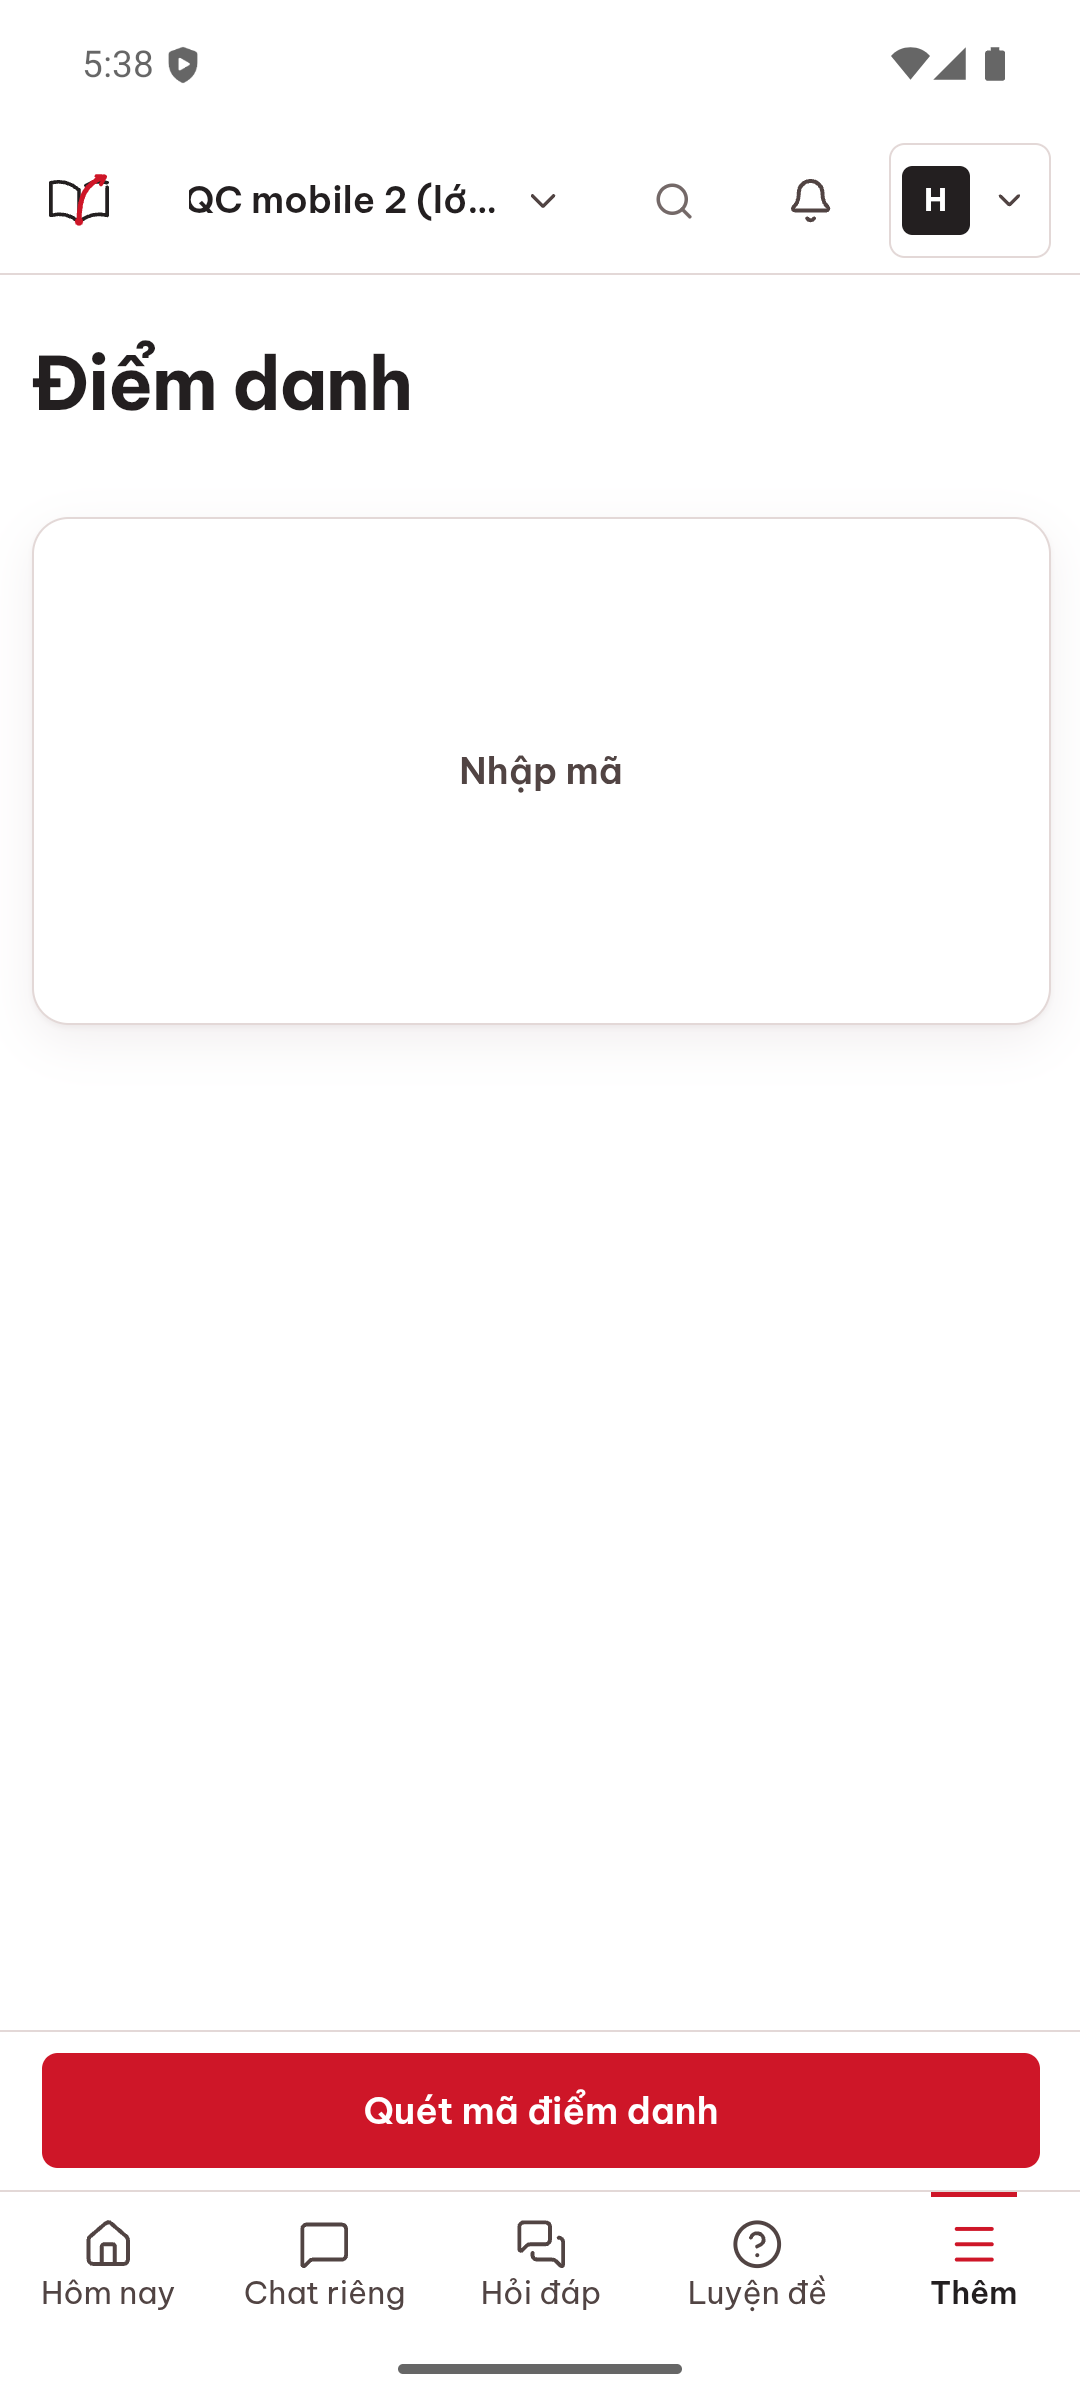 5:38
QC mobile 2 (lớ...
H
Điểm danh
Nhập mã
Quét mã điểm danh
Hôm nay
Chat riêng
Hỏi đáp
Luyện đề
Thêm